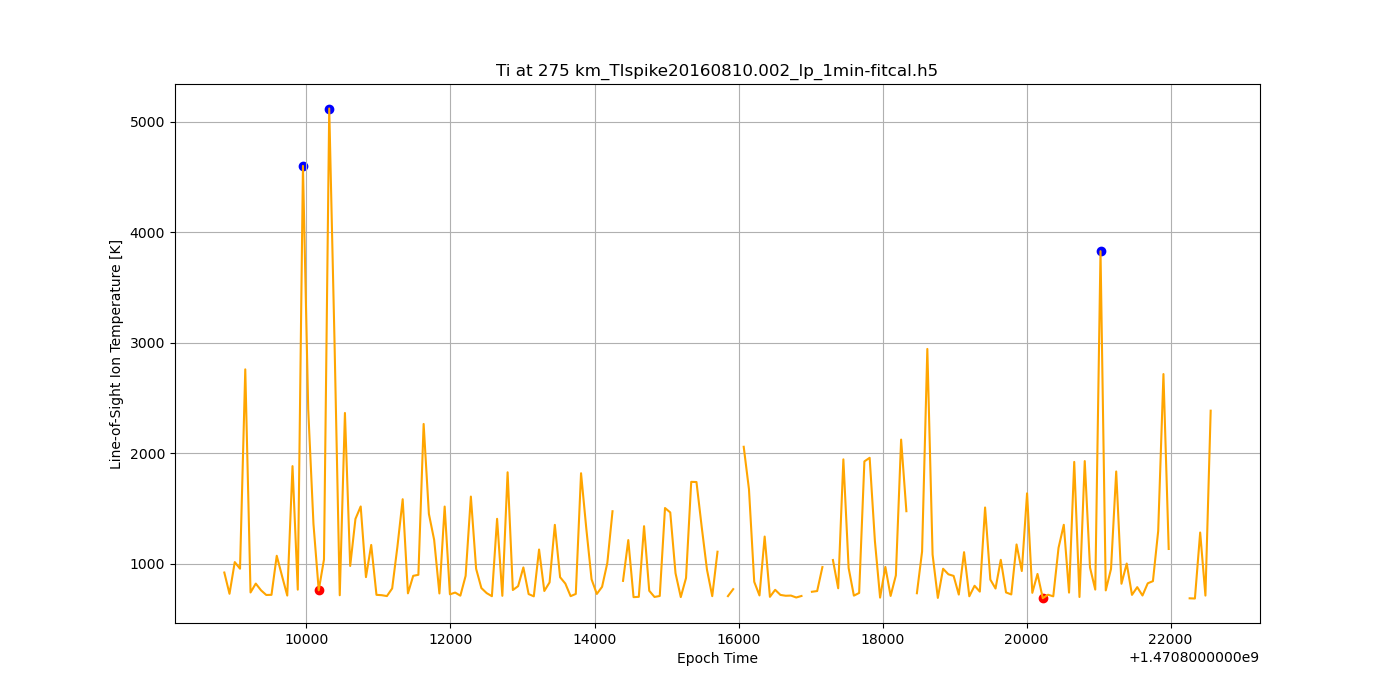 Ti at 275 km_TIspike20160810.002_lp_1min-fitcal.h5
Line-of-Sight Ion Temperature [K]
5000
4000
3000
2000
1000
10000 12000 14000 16000 18000 20000 22000
Epoch Time
+1.4708000000e9